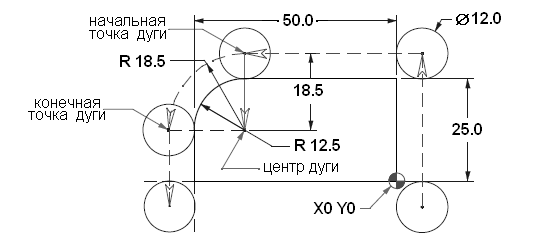 начальная
точка дуги
50.0
Ø12.0
R 18.5
18.5
конечная
точка дуги
25.0
R 12.5
центр дуги
X0 Y0